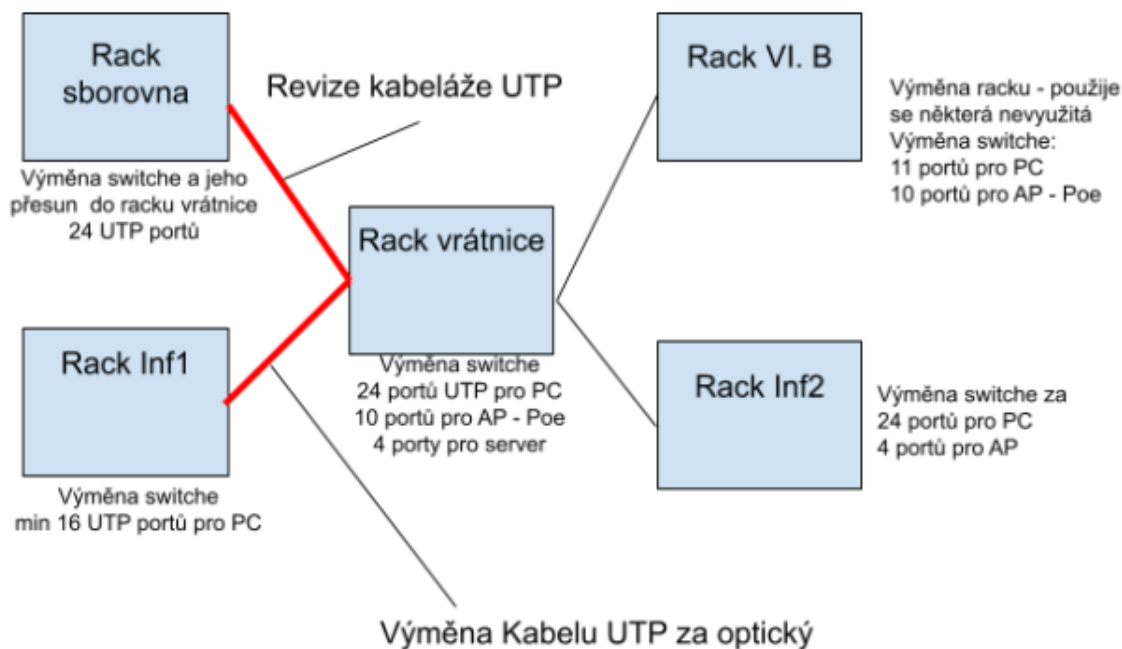 Rack
sborovna
Výměna switche a jeho
přesun do racku vrátnice
24 UTP portů
Revize kabeláže UTP
Rack VI. B
Výměna racku - použije
se některá nevyužitá
Výměna switche:
11 portů pro PC
10 portů pro AP - Poe
Rack vrátnice
Výměna switche
24 portů UTP pro PC
10 portů pro AP - Poe
4 porty pro server
Rack Inf1
Výměna switche
min 16 UTP portů pro PC
Rack Inf2
Výměna switche za
24 portů pro PC
4 portů pro AP
Výměna Kabelu UTP za optický